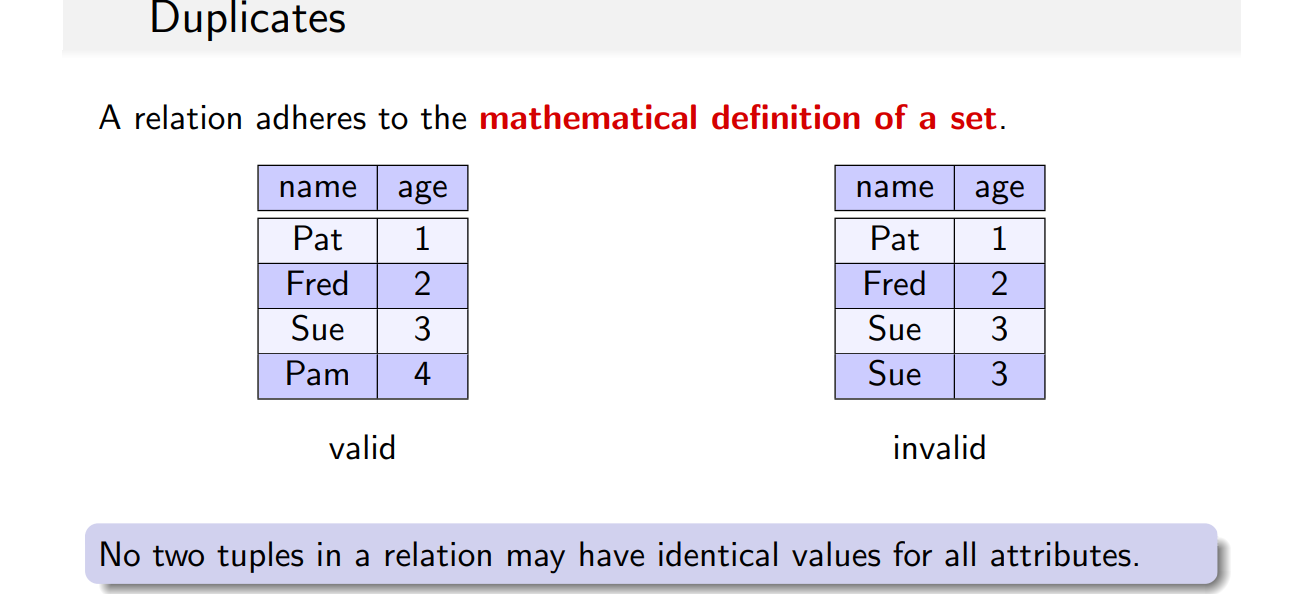 Duplicates
A relation adheres to the mathematical definition of a set.
name age
Pat 1
Fred 2
Sue 3
Pam 4
valid
name age
Pat 1
Fred 2
Sue 3
Sue 3
invalid
No two tuples in a relation may have identical values for all attributes.